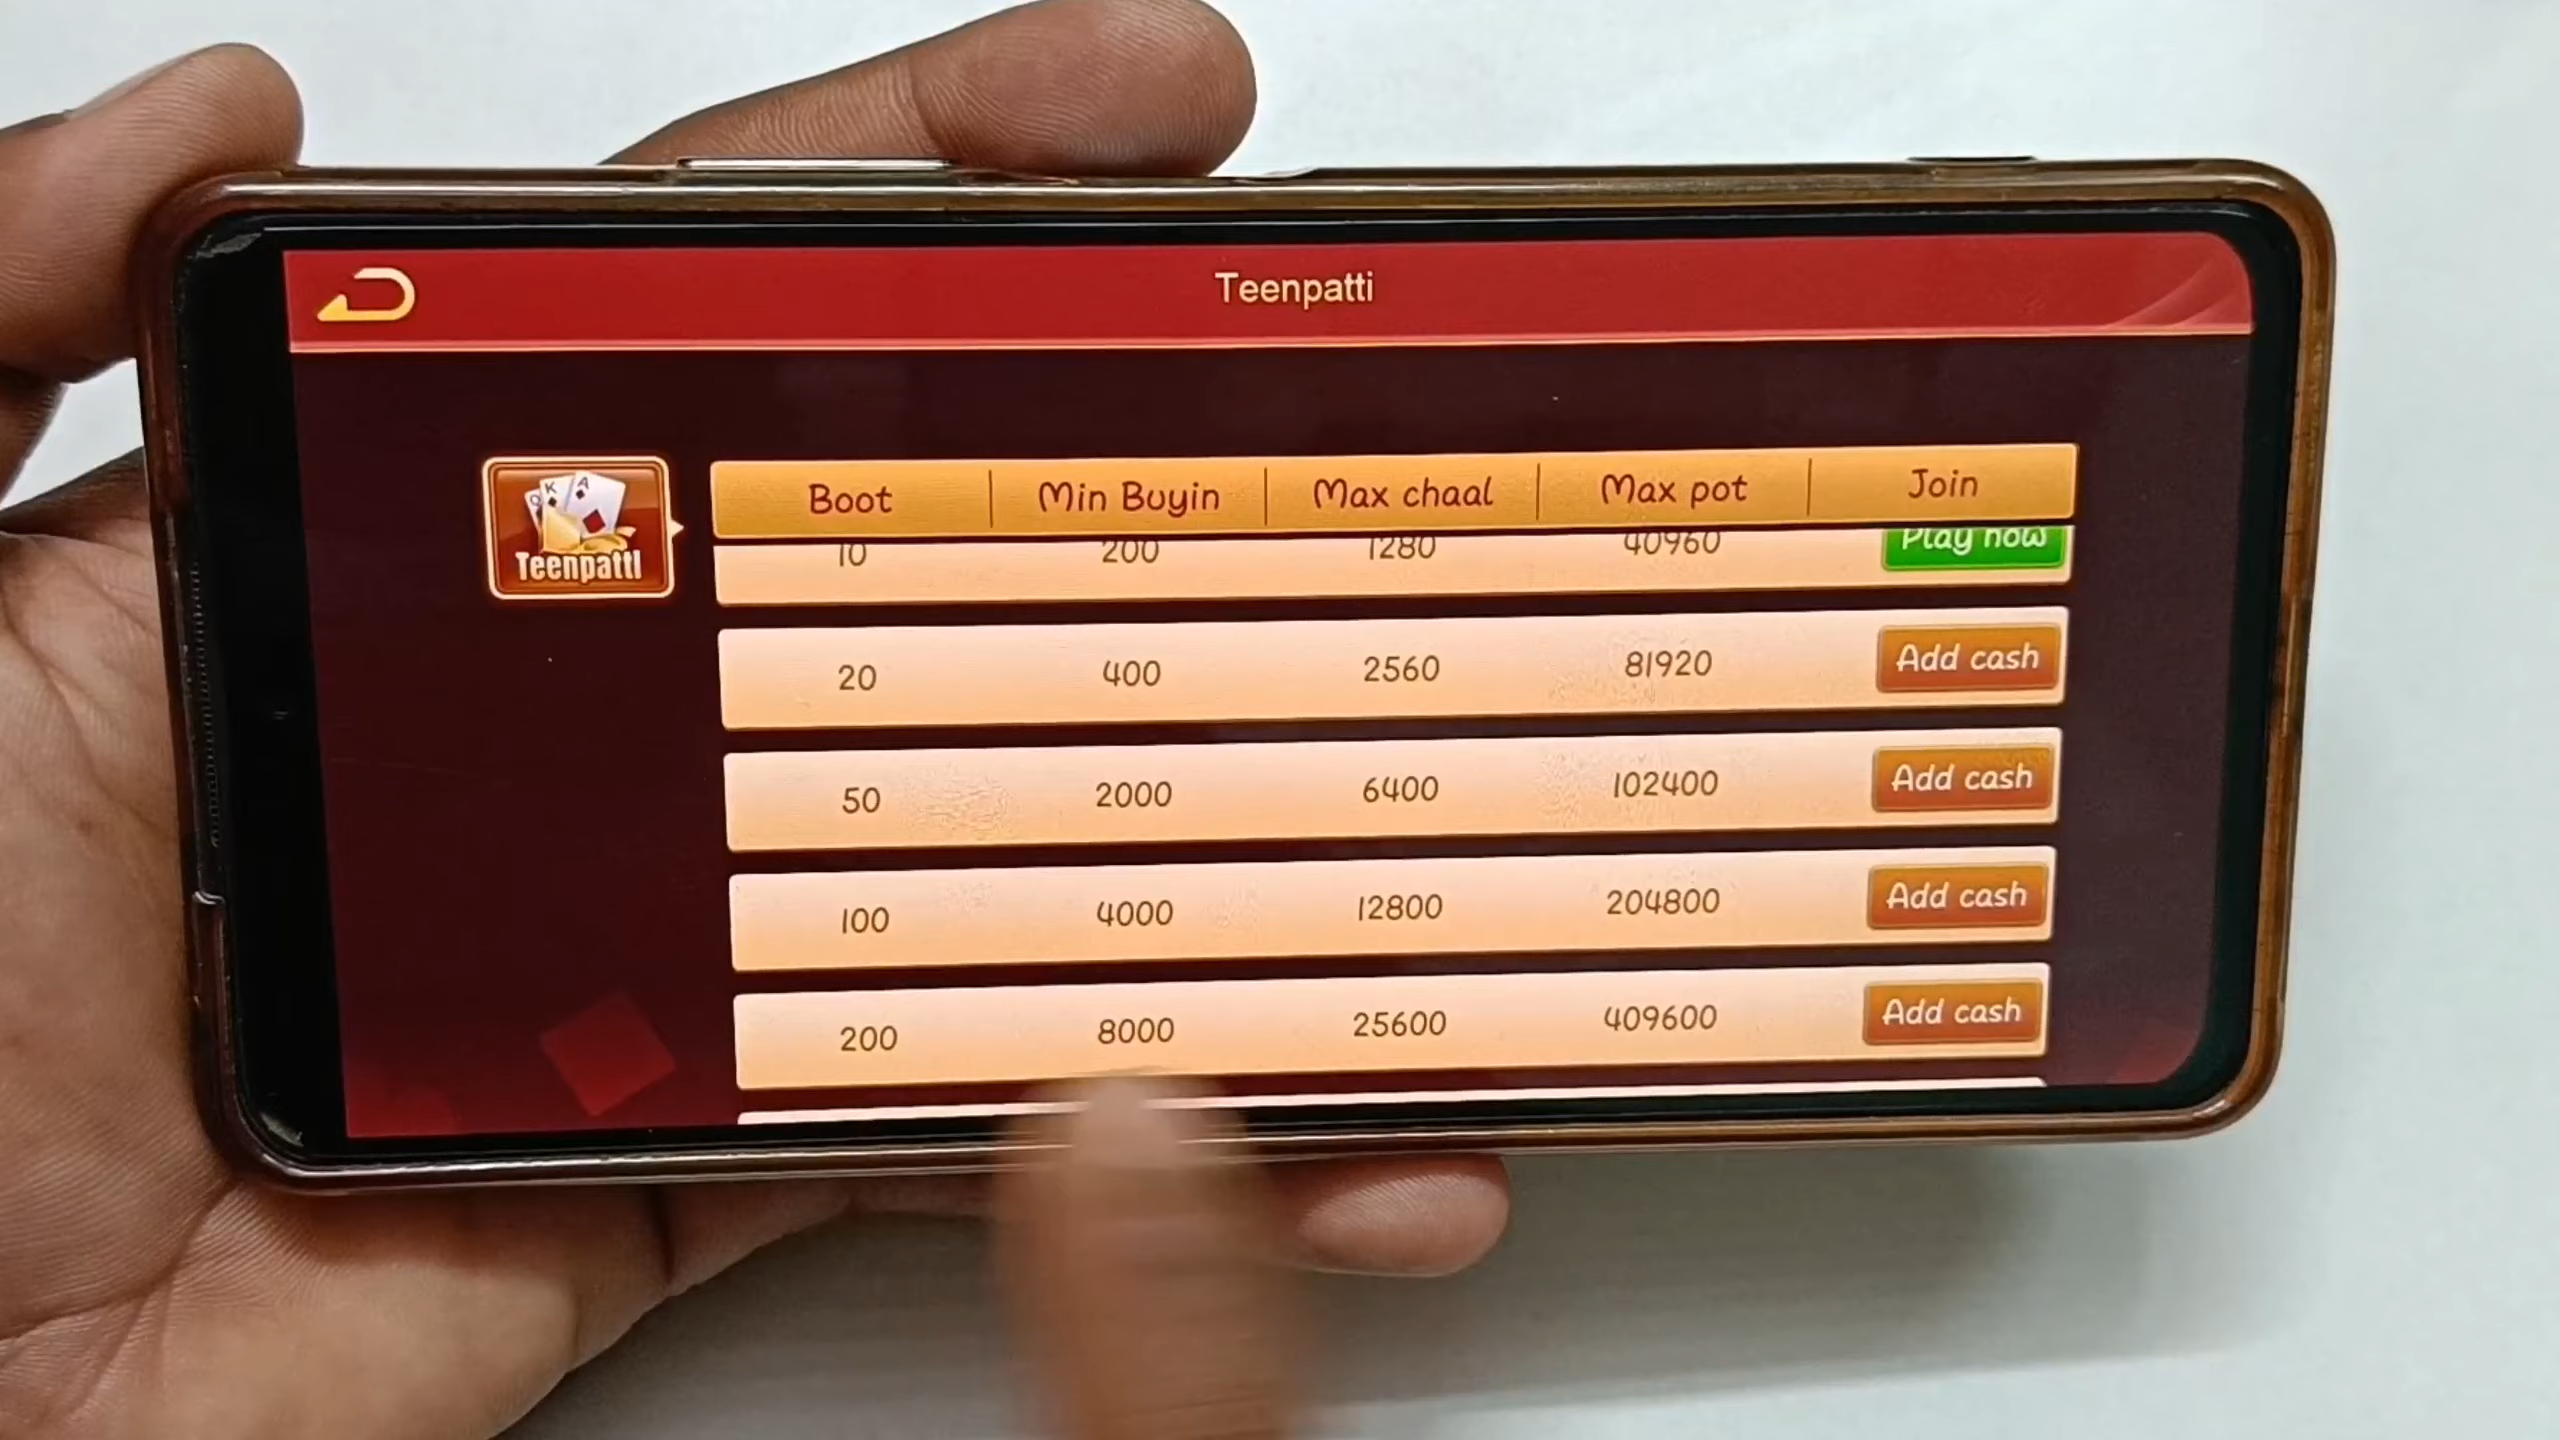 Teenpatti
Q K A
Teenpatti
Boot Min Buyin Max chaal Max pot Join
10 200 1280 40960 Play now
20 400 2560 81920 Add cash
50 2000 6400 102400 Add cash
100 4000 12800 204800 Add cash
200 8000 25600 409600 Add cash